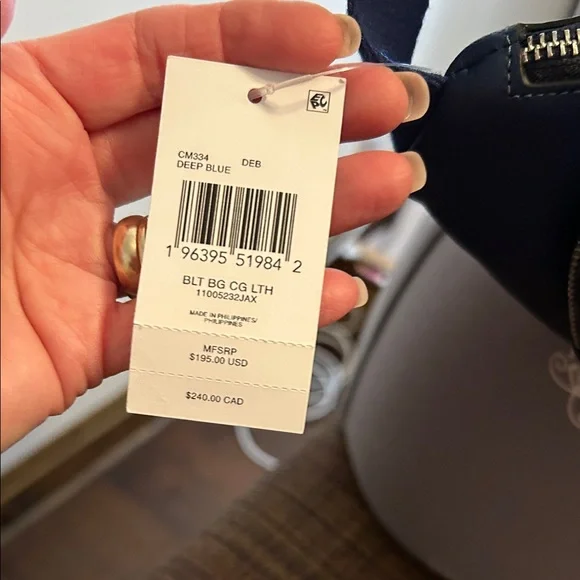 CM334 DEB
DEEP BLUE
1 96395 51984 2
BLT BG CG LTH
11005232JAX
MADE IN PHILIPPINES/
PHILIPPINES
MFSRP
$195.00 USD
$240.00 CAD